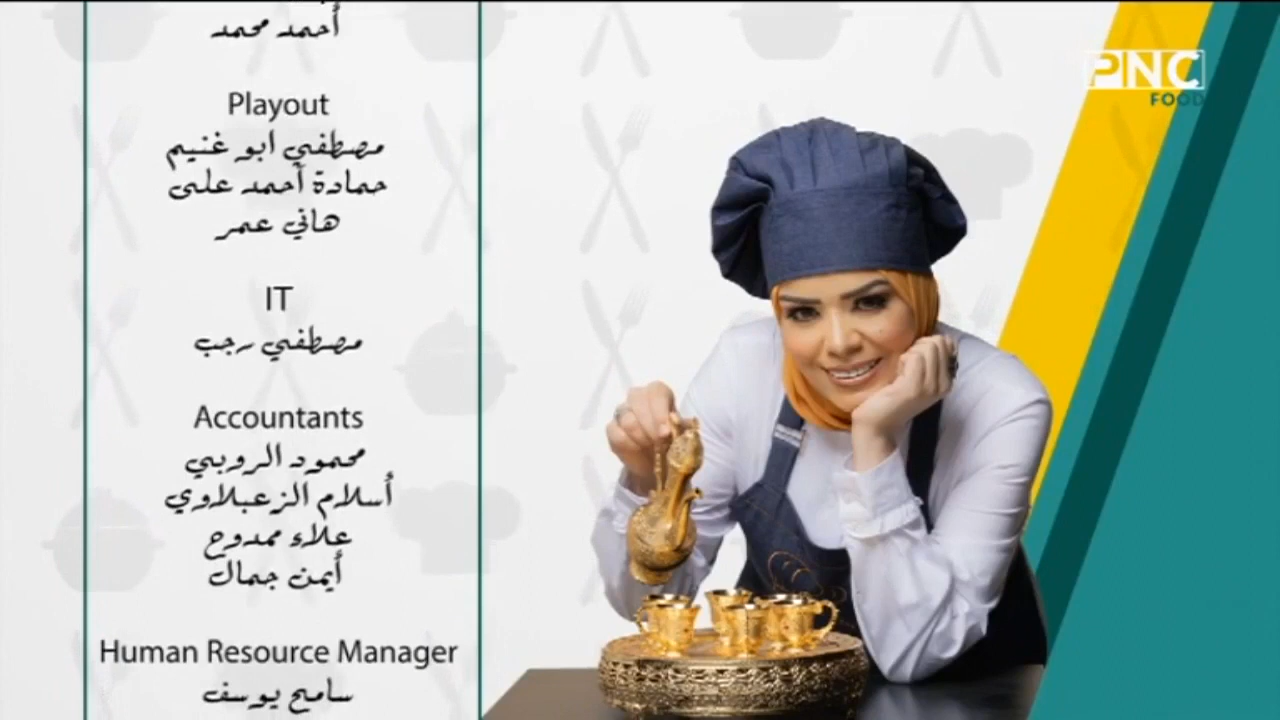 أحمد محمد
Playout
مصطفي ابو غنيم
حمادة أحمد على
هاني عمر
IT
مصطفي رجب
Accountants
محمود الروبي
أسلام الزعبلاوي
علاء ممدوح
أيمن جمال
Human Resource Manager
سامح يوسف
PNC
FOOD